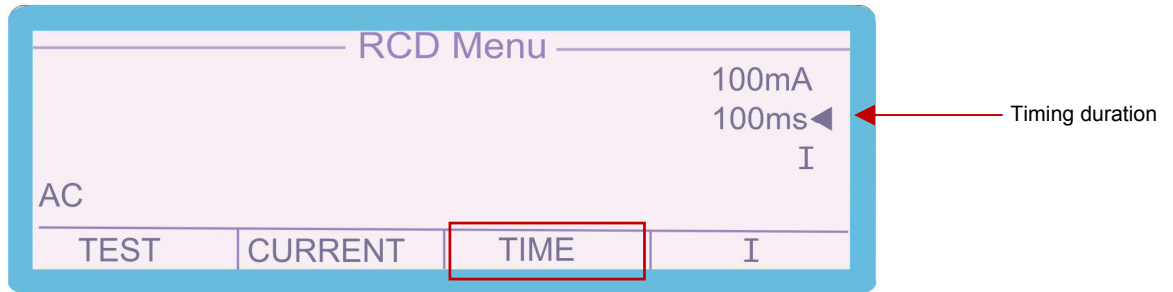 RCD Menu
100mA
100ms◀ Timing duration
I
AC
TEST CURRENT TIME I